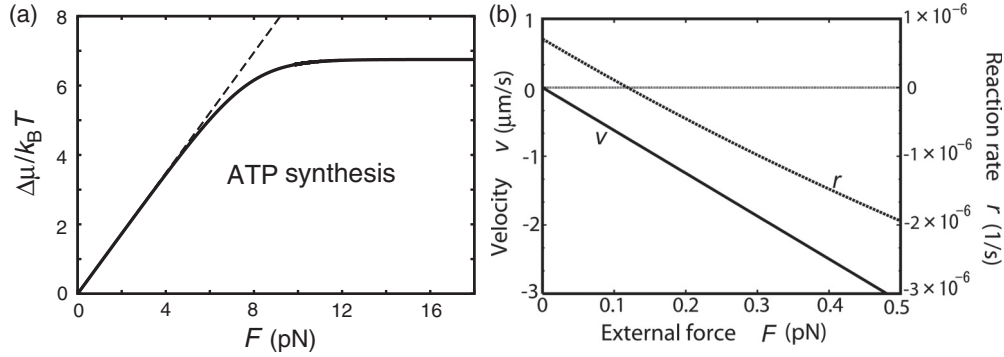 (a)
8
6
4
2
0
Δμ/k_BT
ATP synthesis
0 4 8 12 16
F (pN)
(b)
1
0
-1
-2
-3
Velocity v (μm/s)
v
r
1×10⁻⁶
0
-1×10⁻⁶
-2×10⁻⁶
-3×10⁻⁶
Reaction rate r (1/s)
0 0.1 0.2 0.3 0.4 0.5
External force F (pN)